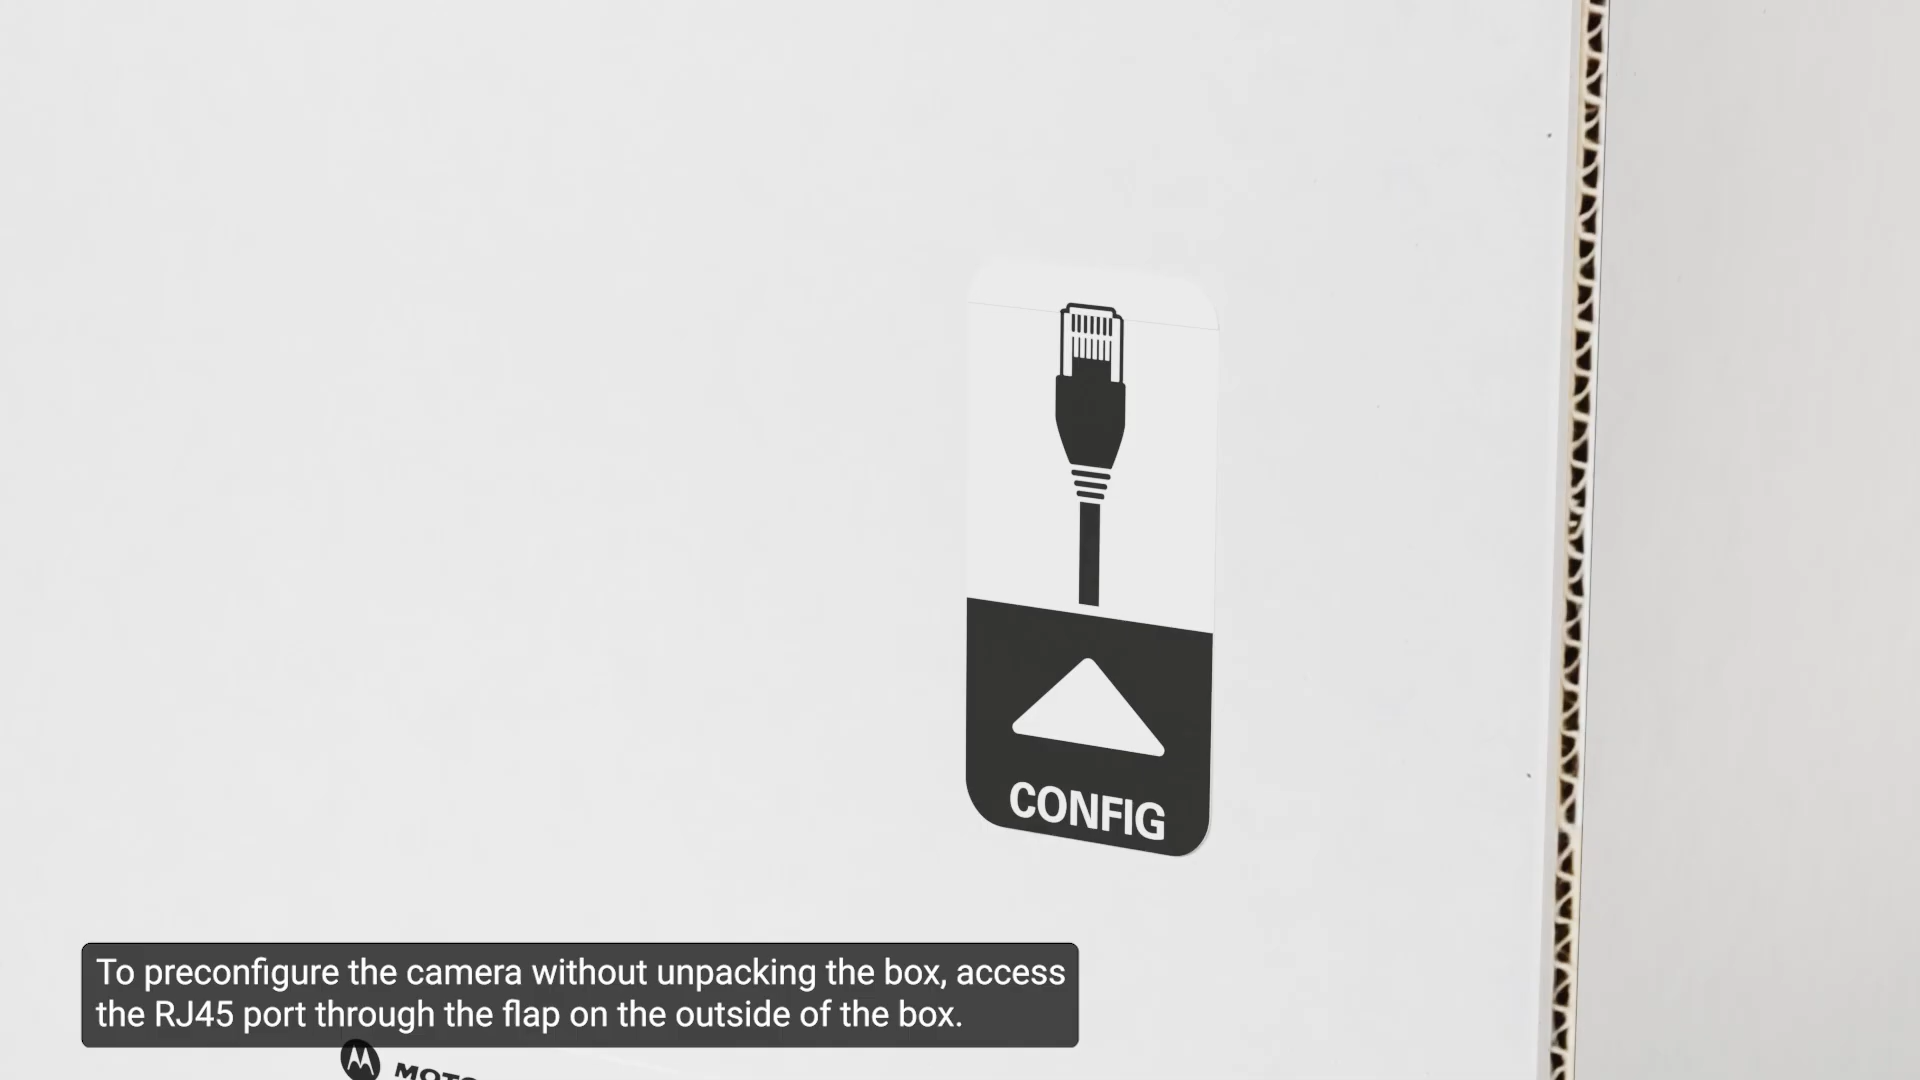 CONFIG
To preconfigure the camera without unpacking the box, access
the RJ45 port through the flap on the outside of the box.